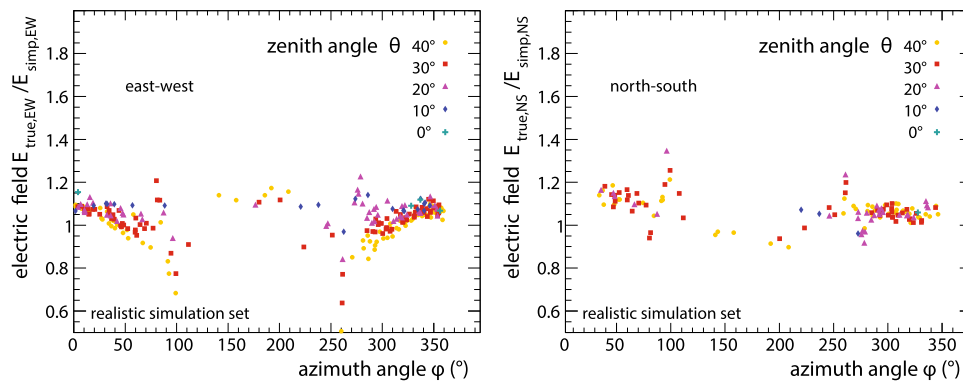 electric field E true,EW /E simp,EW
1.8
1.6
1.4
1.2
1
0.8
0.6
zenith angle θ
40°
30°
20°
10°
0°
east-west
realistic simulation set
0 50 100 150 200 250 300 350
azimuth angle φ (°)
electric field E true,NS /E simp,NS
1.8
1.6
1.4
1.2
1
0.8
0.6
zenith angle θ
40°
30°
20°
10°
0°
north-south
realistic simulation set
0 50 100 150 200 250 300 350
azimuth angle φ (°)